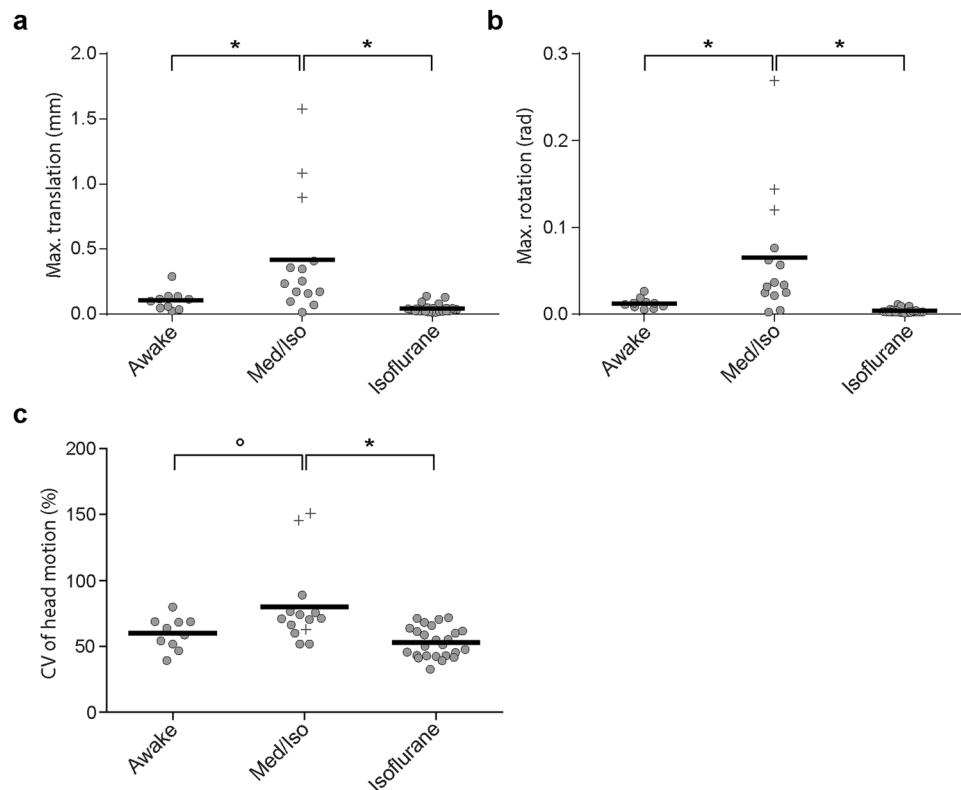 a
* *
2.0
1.5
1.0
0.5
0.0
Max. translation (mm)
Awake
Med/Iso
Isoflurane
b
* *
0.3
0.2
0.1
0.0
Max. rotation (rad)
Awake
Med/Iso
Isoflurane
c
° *
200
150
100
50
0
CV of head motion (%)
Awake
Med/Iso
Isoflurane